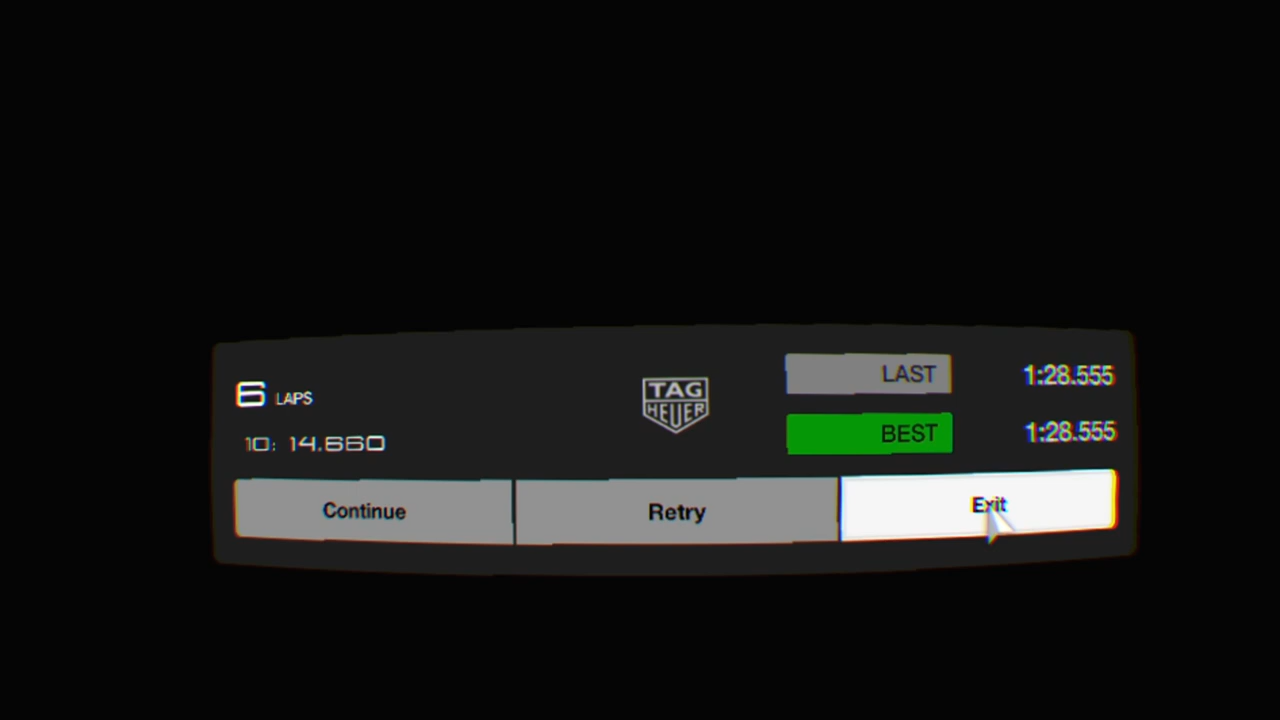 6 LAPS
10: 14.660
TAG
HEUER
LAST 1:28.555
BEST 1:28.555
Continue Retry Exit